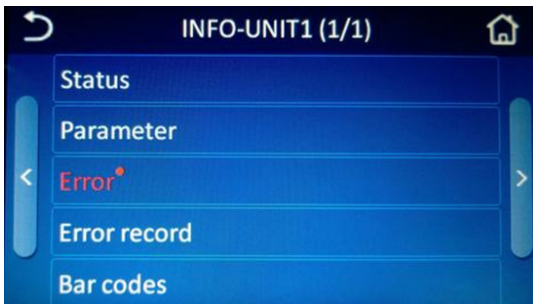 INFO-UNIT1 (1/1)
Status
Parameter
Error
Error record
Bar codes